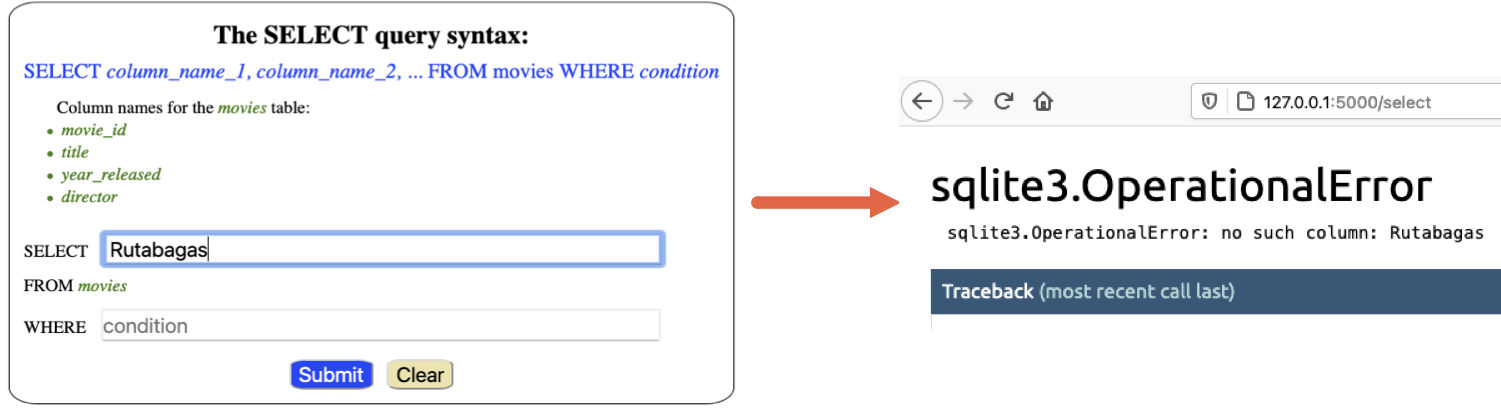 The SELECT query syntax:
SELECT column_name_1, column_name_2, ... FROM movies WHERE condition
Column names for the movies table:
• movie_id
• title
• year_released
• director
SELECT Rutabagas
FROM movies
WHERE condition
Submit Clear
127.0.0.1:5000/select
sqlite3.OperationalError
sqlite3.OperationalError: no such column: Rutabagas
Traceback (most recent call last)